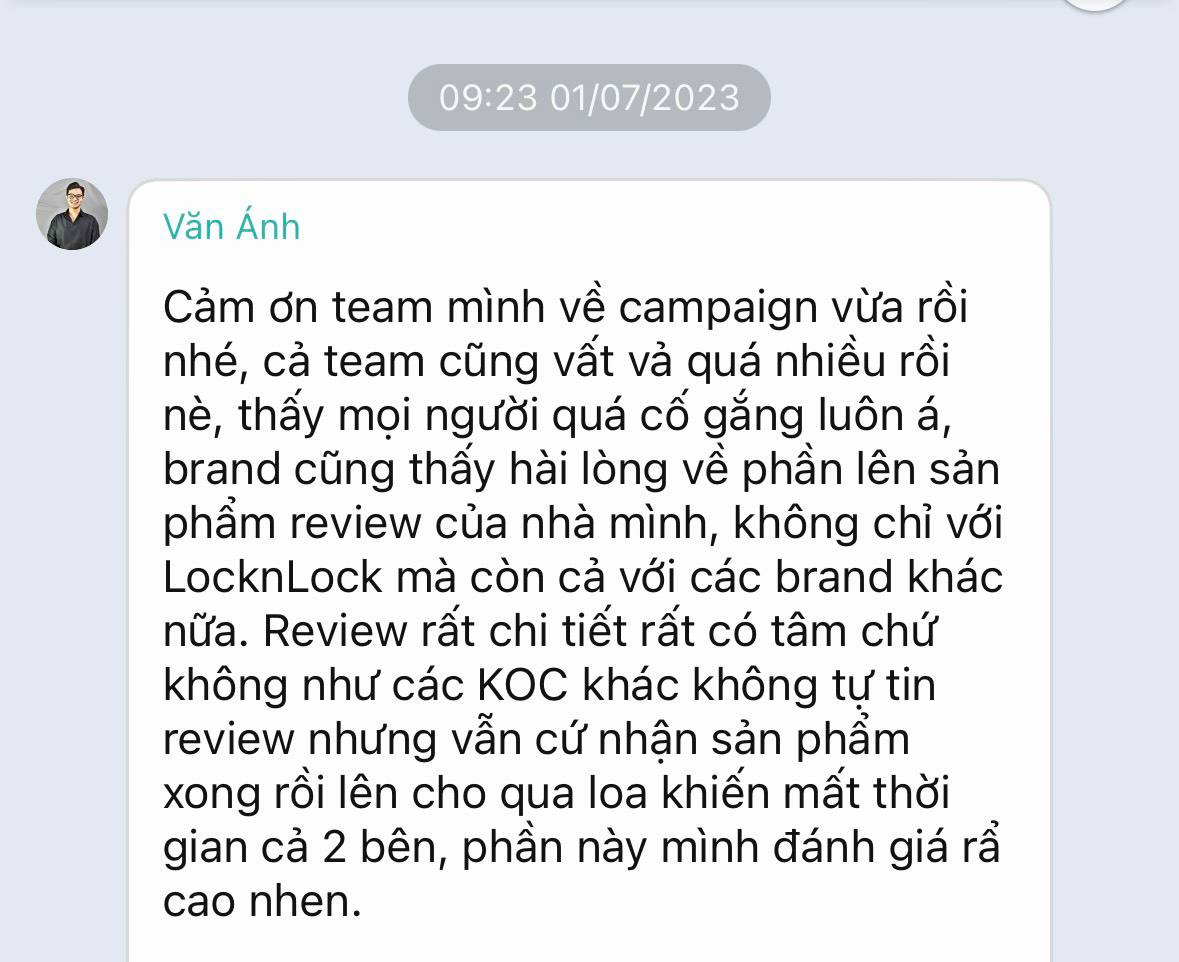 09:23 01/07/2023
Văn Ánh
Cảm ơn team mình về campaign vừa rồi
nhé, cả team cũng vất vả quá nhiều rồi
nè, thấy mọi người quá cố gắng luôn á,
brand cũng thấy hài lòng về phần lên sản
phẩm review của nhà mình, không chỉ với
LocknLock mà còn cả với các brand khác
nữa. Review rất chi tiết rất có tâm chứ
không như các KOC khác không tự tin
review nhưng vẫn cứ nhận sản phẩm
xong rồi lên cho qua loa khiến mất thời
gian cả 2 bên, phần này mình đánh giá rẩ
cao nhen.